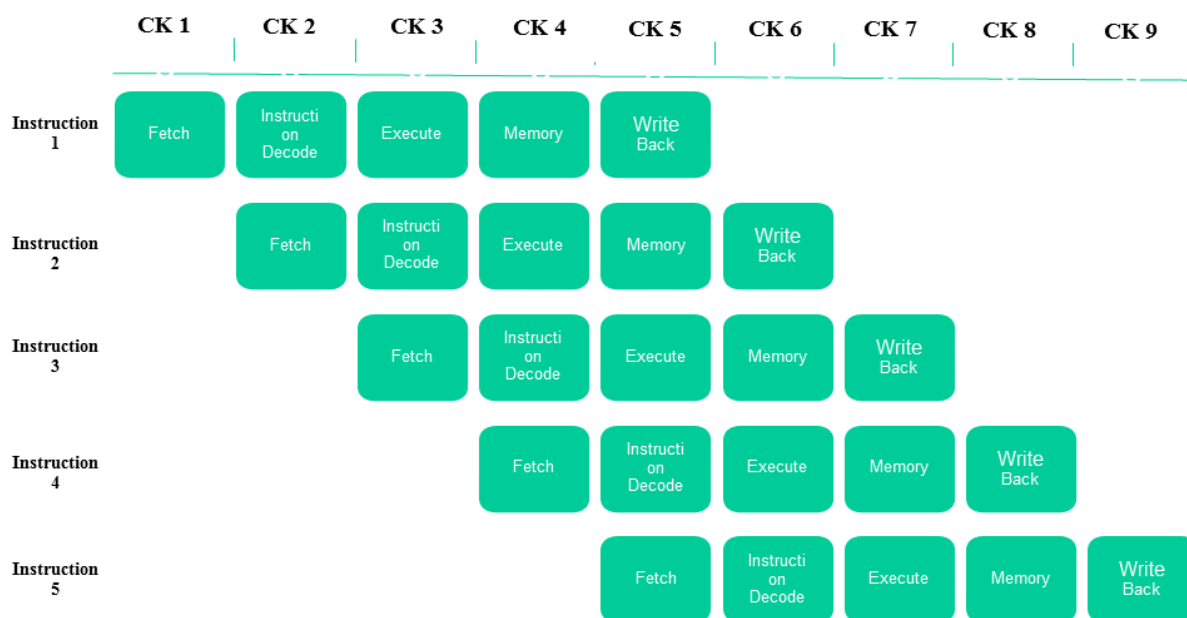 CK 1 CK 2 CK 3 CK 4 CK 5 CK 6 CK 7 CK 8 CK 9
Instruction
1
Fetch
Instructi
on
Decode
Execute
Memory
Write
Back
Instruction
2
Fetch
Instructi
on
Decode
Execute
Memory
Write
Back
Instruction
3
Fetch
Instructi
on
Decode
Execute
Memory
Write
Back
Instruction
4
Fetch
Instructi
on
Decode
Execute
Memory
Write
Back
Instruction
5
Fetch
Instructi
on
Decode
Execute
Memory
Write
Back